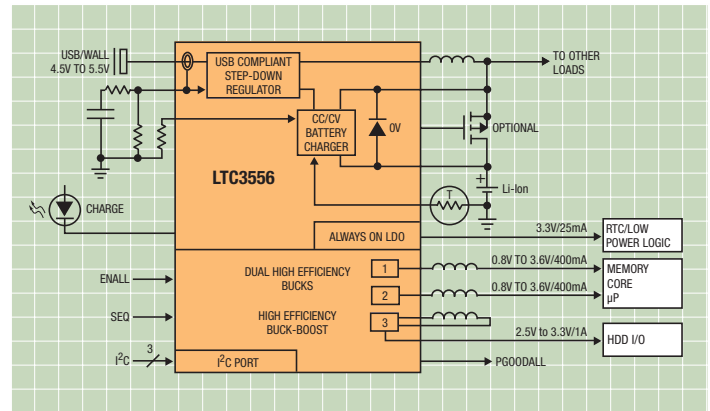 USB/WALL
4.5V TO 5.5V
USB COMPLIANT
STEP-DOWN
REGULATOR
TO OTHER
LOADS
CC/CV
BATTERY
CHARGER
0V
OPTIONAL
LTC3556
T
+
Li-Ion
CHARGE
ALWAYS ON LDO
3.3V/25mA
RTC/LOW
POWER LOGIC
ENALL
DUAL HIGH EFFICIENCY
BUCKS
1
0.8V TO 3.6V/400mA
2
0.8V TO 3.6V/400mA
MEMORY
CORE
µP
SEQ
HIGH EFFICIENCY
BUCK-BOOST
3
2.5V to 3.3V/1A
HDD I/O
I2C
3
I2C PORT
PGOODALL